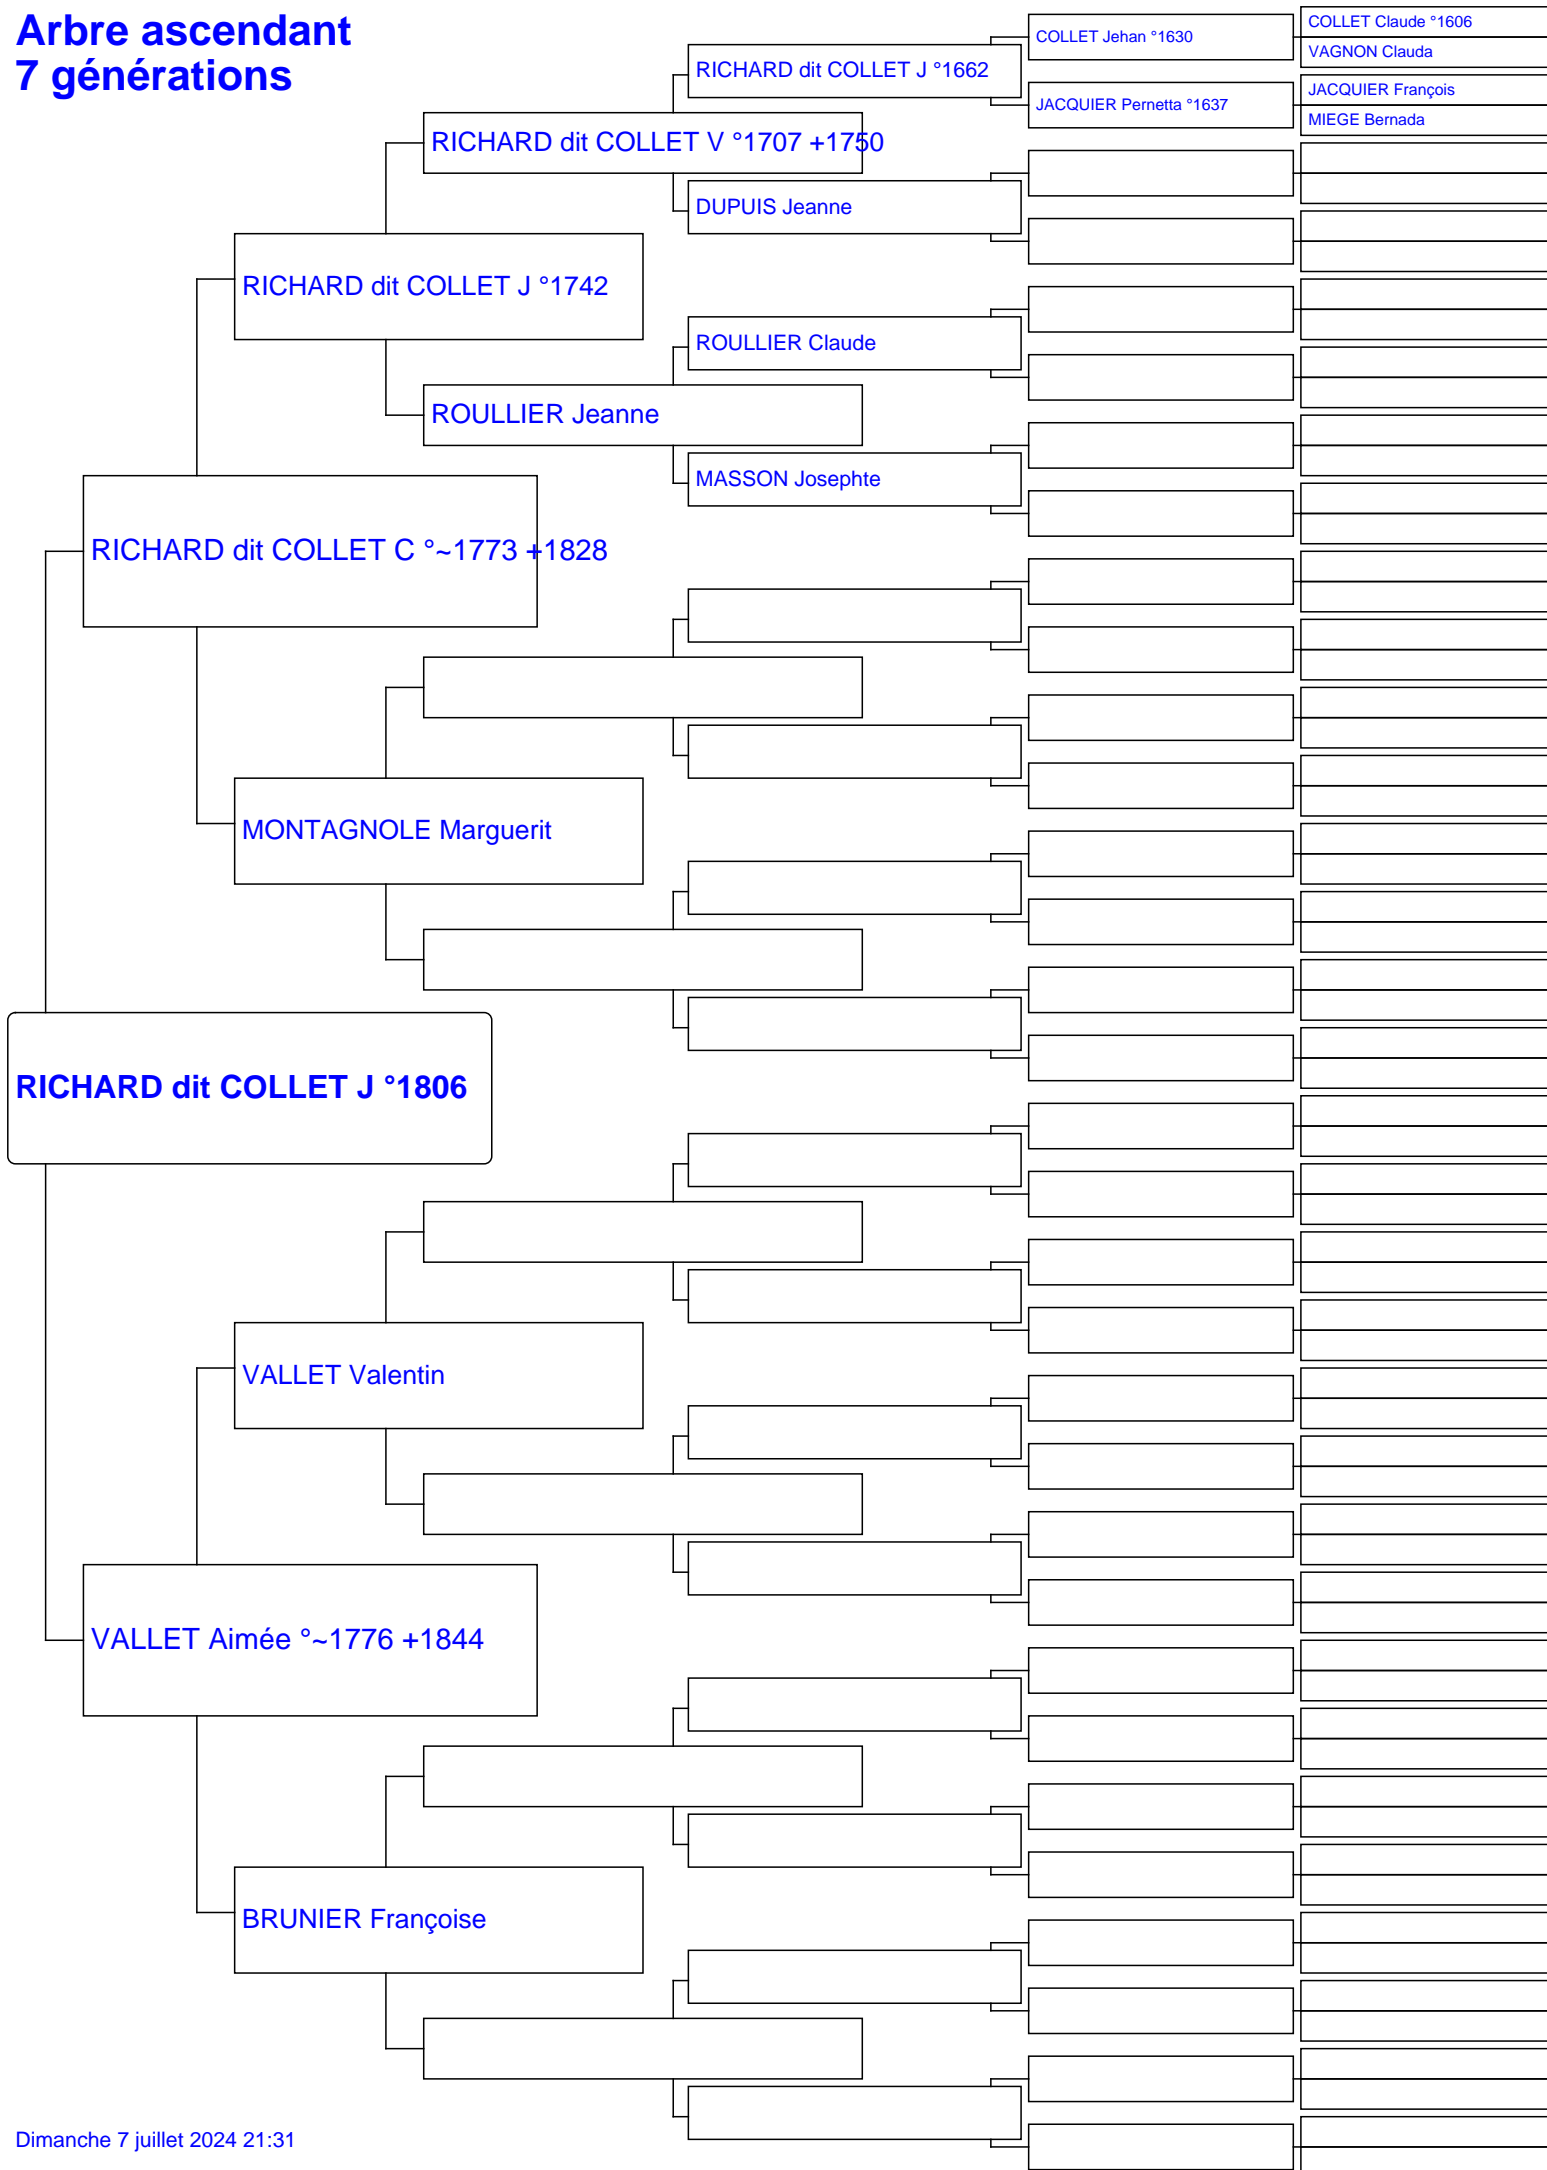 Arbre ascendant
7 générations
COLLET Claude °1606
COLLET Jehan °1630
VAGNON Clauda
RICHARD dit COLLET J °1662
JACQUIER François
JACQUIER Pernetta °1637
MIEGE Bernada
RICHARD dit COLLET V °1707 +1750
DUPUIS Jeanne
RICHARD dit COLLET J °1742
ROULLIER Claude
ROULLIER Jeanne
MASSON Josephte
RICHARD dit COLLET C °~1773 +1828
MONTAGNOLE Marguerit
RICHARD dit COLLET J °1806
VALLET Valentin
VALLET Aimée °~1776 +1844
BRUNIER Françoise
Dimanche 7 juillet 2024 21:31